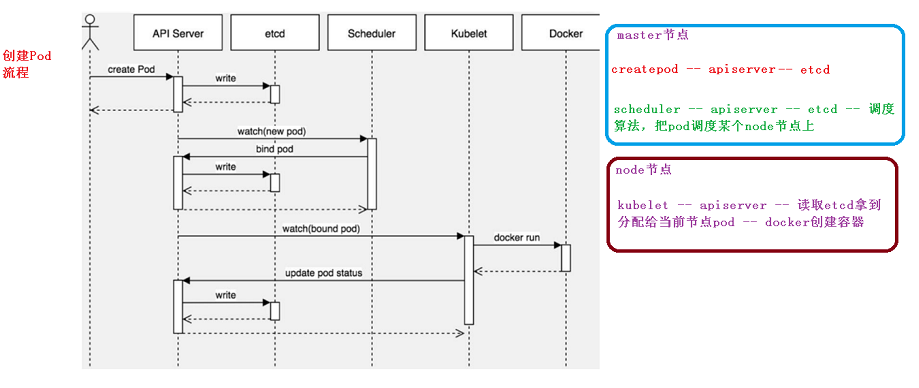 创建Pod
流程
API Server
etcd
Scheduler
Kubelet
Docker
create Pod
write
watch(new pod)
bind pod
write
watch(bound pod)
docker run
update pod status
write
master节点
createpod -- apiserver -- etcd
scheduler -- apiserver -- etcd -- 调度
算法，把pod调度某个node节点上
node节点
kubelet -- apiserver -- 读取etcd拿到
分配给当前节点pod -- docker创建容器